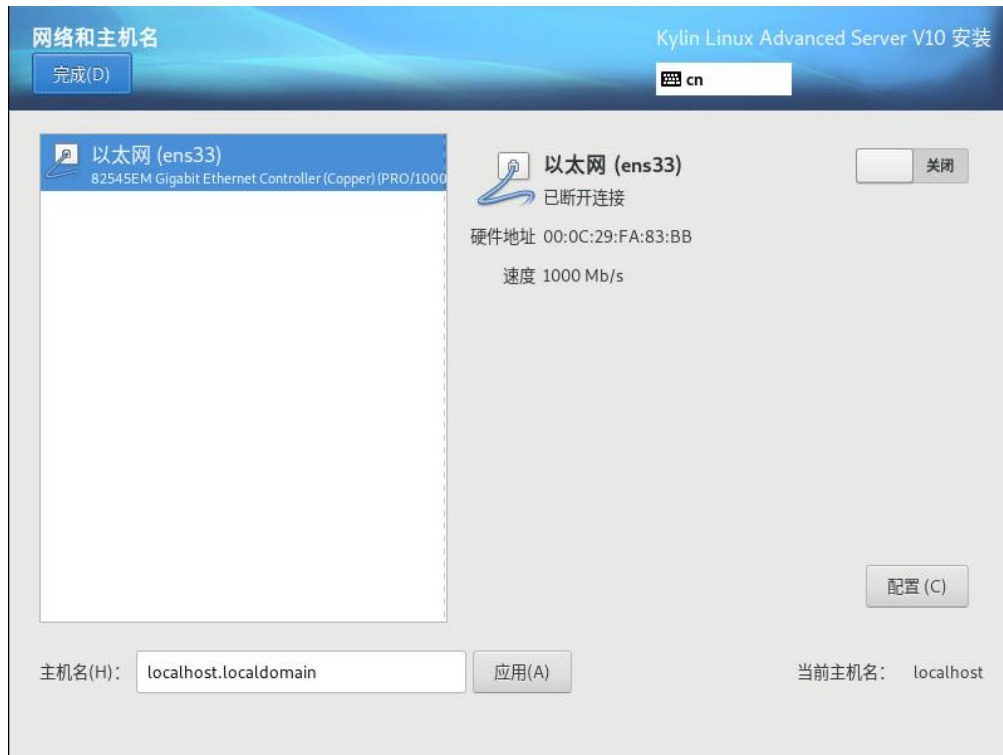 网络和主机名
Kylin Linux Advanced Server V10 安装
完成(D)
cn
以太网 (ens33)
82545EM Gigabit Ethernet Controller (Copper) (PRO/1000
以太网 (ens33)
关闭
已断开连接
硬件地址 00:0C:29:FA:83:BB
速度 1000 Mb/s
配置 (C)
主机名(H): localhost.localdomain 应用(A) 当前主机名: localhost